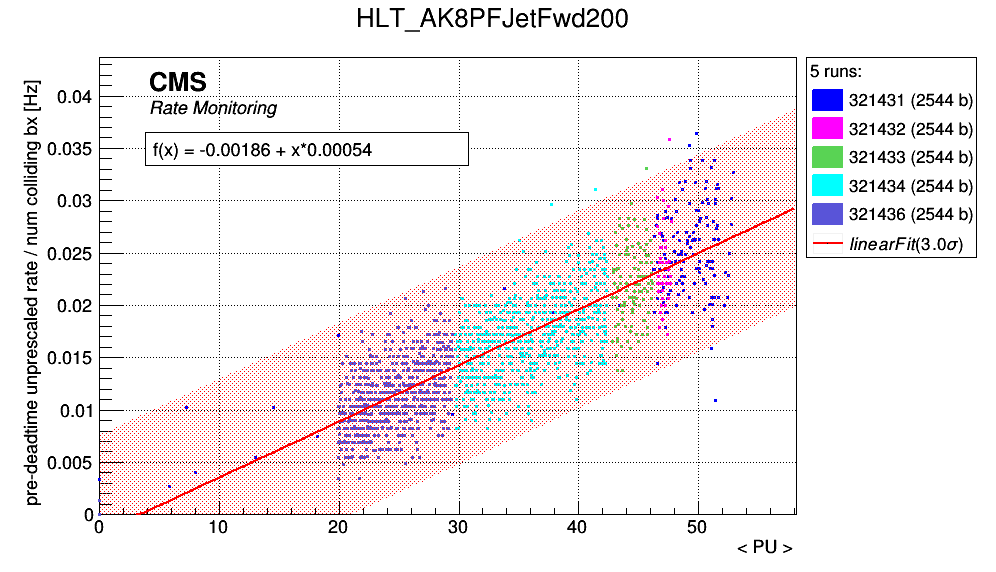 HLT_AK8PFJetFwd200
CMS
Rate Monitoring
f(x) = -0.00186 + x*0.00054
pre-deadtime unprescaled rate / num colliding bx [Hz]
0.04
0.035
0.03
0.025
0.02
0.015
0.01
0.005
0
0 10 20 30 40 50
< PU >
5 runs:
321431 (2544 b)
321432 (2544 b)
321433 (2544 b)
321434 (2544 b)
321436 (2544 b)
linearFit(3.0σ)